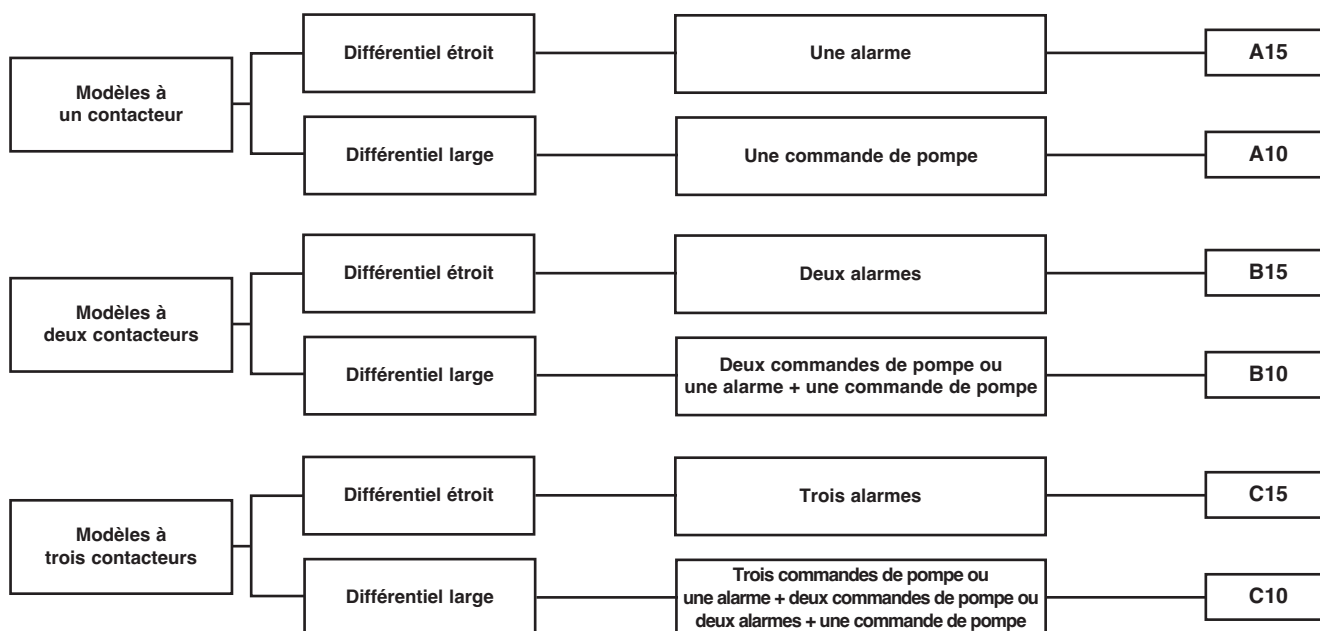 Différentiel étroit
Une alarme
A15
Modèles à
un contacteur
Différentiel large
Une commande de pompe
A10
Différentiel étroit
Deux alarmes
B15
Modèles à
deux contacteurs
Différentiel large
Deux commandes de pompe ou
une alarme + une commande de pompe
B10
Différentiel étroit
Trois alarmes
C15
Modèles à
trois contacteurs
Différentiel large
Trois commandes de pompe ou
une alarme + deux commandes de pompe ou
deux alarmes + une commande de pompe
C10